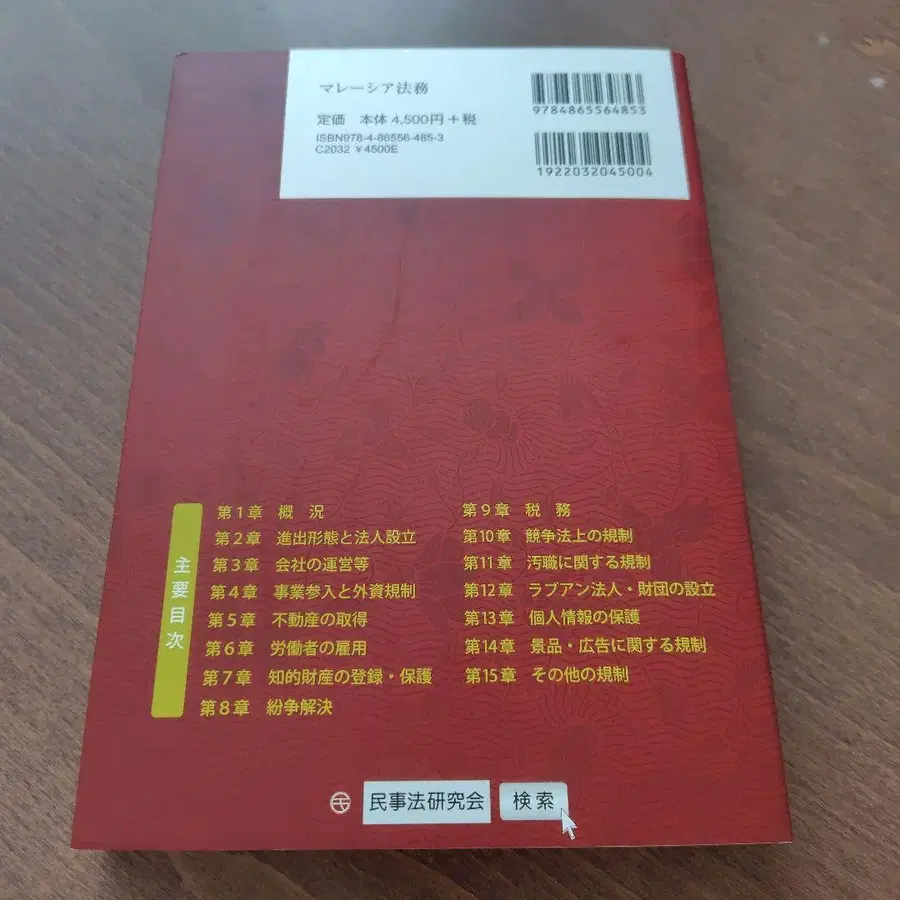 マレーシア法務
定価 本体4,500円+税
ISBN978-4-86556-485-3
C2032 ¥4500E
9784865564853
1922032045004
主要目次
第1章 概況
第2章 進出形態と法人設立
第3章 会社の運営等
第4章 事業参入と外資規制
第5章 不動産の取得
第6章 労働者の雇用
第7章 知的財産の登録・保護
第8章 紛争解決
第9章 税務
第10章 競争法上の規制
第11章 汚職に関する規制
第12章 ラブアン法人・財団の設立
第13章 個人情報の保護
第14章 景品・広告に関する規制
第15章 その他の規制
民事法研究会 検索